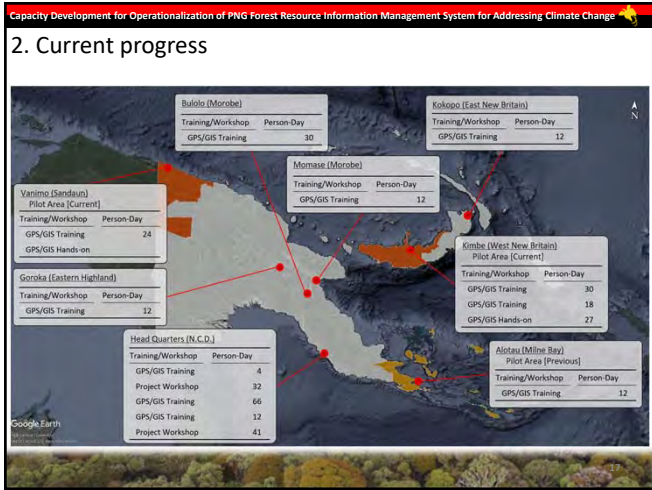 Capacity Development for Operationalization of PNG Forest Resource Information Management System for Addressing Climate Change
2. Current progress
Bulolo (Morobe)
Training/Workshop Person-Day
GPS/GIS Training 30
Kokopo (East New Britain)
Training/Workshop Person-Day
GPS/GIS Training 12
N
Momase (Morobe)
Training/Workshop Person-Day
GPS/GIS Training 12
Vanimo (Sandaun)
Pilot Area [Current]
Training/Workshop Person-Day
GPS/GIS Training 24
GPS/GIS Hands-on
Kimbe (West New Britain)
Pilot Area [Current]
Training/Workshop Person-Day
GPS/GIS Training 30
GPS/GIS Training 18
GPS/GIS Hands-on 27
Goroka (Eastern Highland)
Training/Workshop Person-Day
GPS/GIS Training 12
Head Quarters (N.C.D.)
Training/Workshop Person-Day
GPS/GIS Training 4
Project Workshop 32
GPS/GIS Training 66
GPS/GIS Training 12
Project Workshop 41
Alotau (Milne Bay)
Pilot Area [Previous]
Training/Workshop Person-Day
GPS/GIS Training 12
Google Earth
17